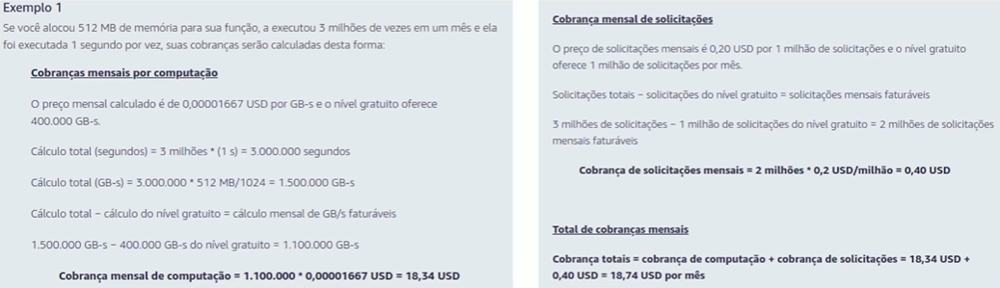 Exemplo 1
Se você alocou 512 MB de memória para sua função, a executou 3 milhões de vezes em um mês e ela
foi executada 1 segundo por vez, suas cobranças serão calculadas desta forma:
Cobranças mensais por computação
O preço mensal calculado é de 0,00001667 USD por GB-s e o nível gratuito oferece
400.000 GB-s.
Cálculo total (segundos) = 3 milhões * (1 s) = 3.000.000 segundos
Cálculo total (GB-s) = 3.000.000 * 512 MB/1024 = 1.500.000 GB-s
Cálculo total – cálculo do nível gratuito = cálculo mensal de GB/s faturáveis
1.500.000 GB-s – 400.000 GB-s do nível gratuito = 1.100.000 GB-s
Cobrança mensal de computação = 1.100.000 * 0,00001667 USD = 18,34 USD
Cobrança mensal de solicitações
O preço de solicitações mensais é 0,20 USD por 1 milhão de solicitações e o nível gratuito
oferece 1 milhão de solicitações por mês.
Solicitações totais – solicitações do nível gratuito = solicitações mensais faturáveis
3 milhões de solicitações – 1 milhão de solicitações do nível gratuito = 2 milhões de solicitações
mensais faturáveis
Cobrança de solicitações mensais = 2 milhões * 0,2 USD/milhão = 0,40 USD
Total de cobranças mensais
Cobrança totais = cobrança de computação + cobrança de solicitações = 18,34 USD +
0,40 USD = 18,74 USD por mês